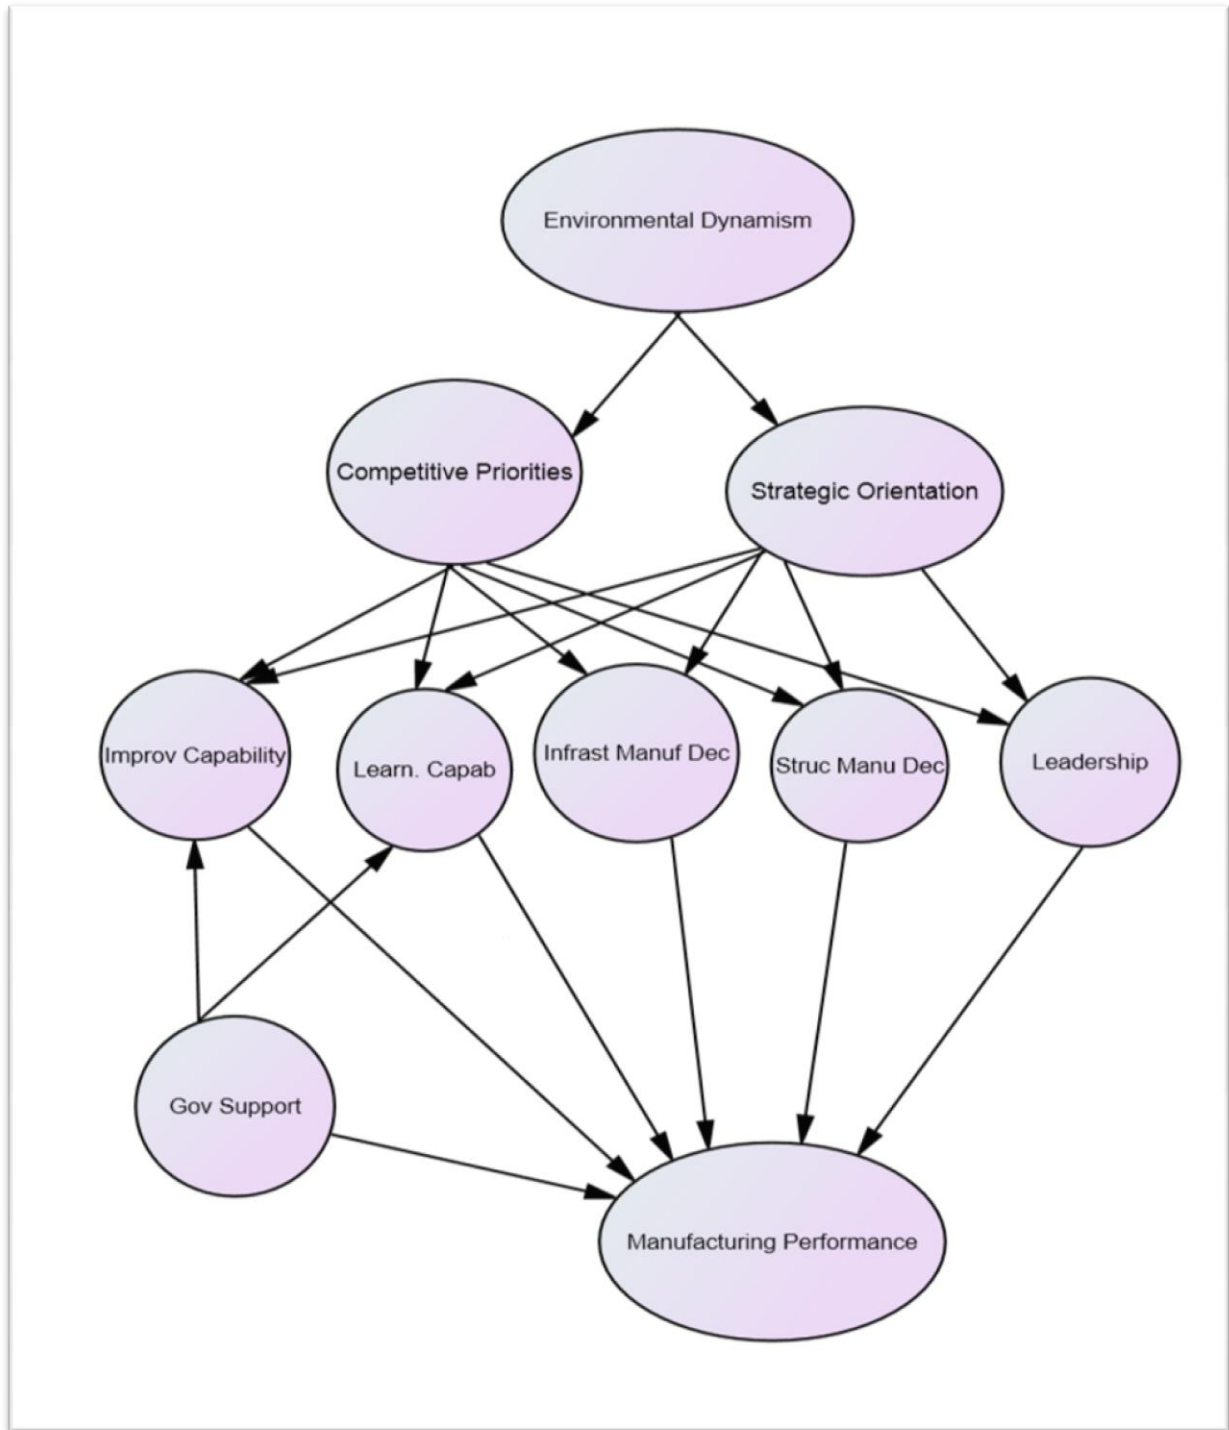 Environmental Dynamism
Competitive Priorities
Strategic Orientation
Improv Capability
Learn. Capab
Infrast Manuf Dec
Struc Manu Dec
Leadership
Gov Support
Manufacturing Performance